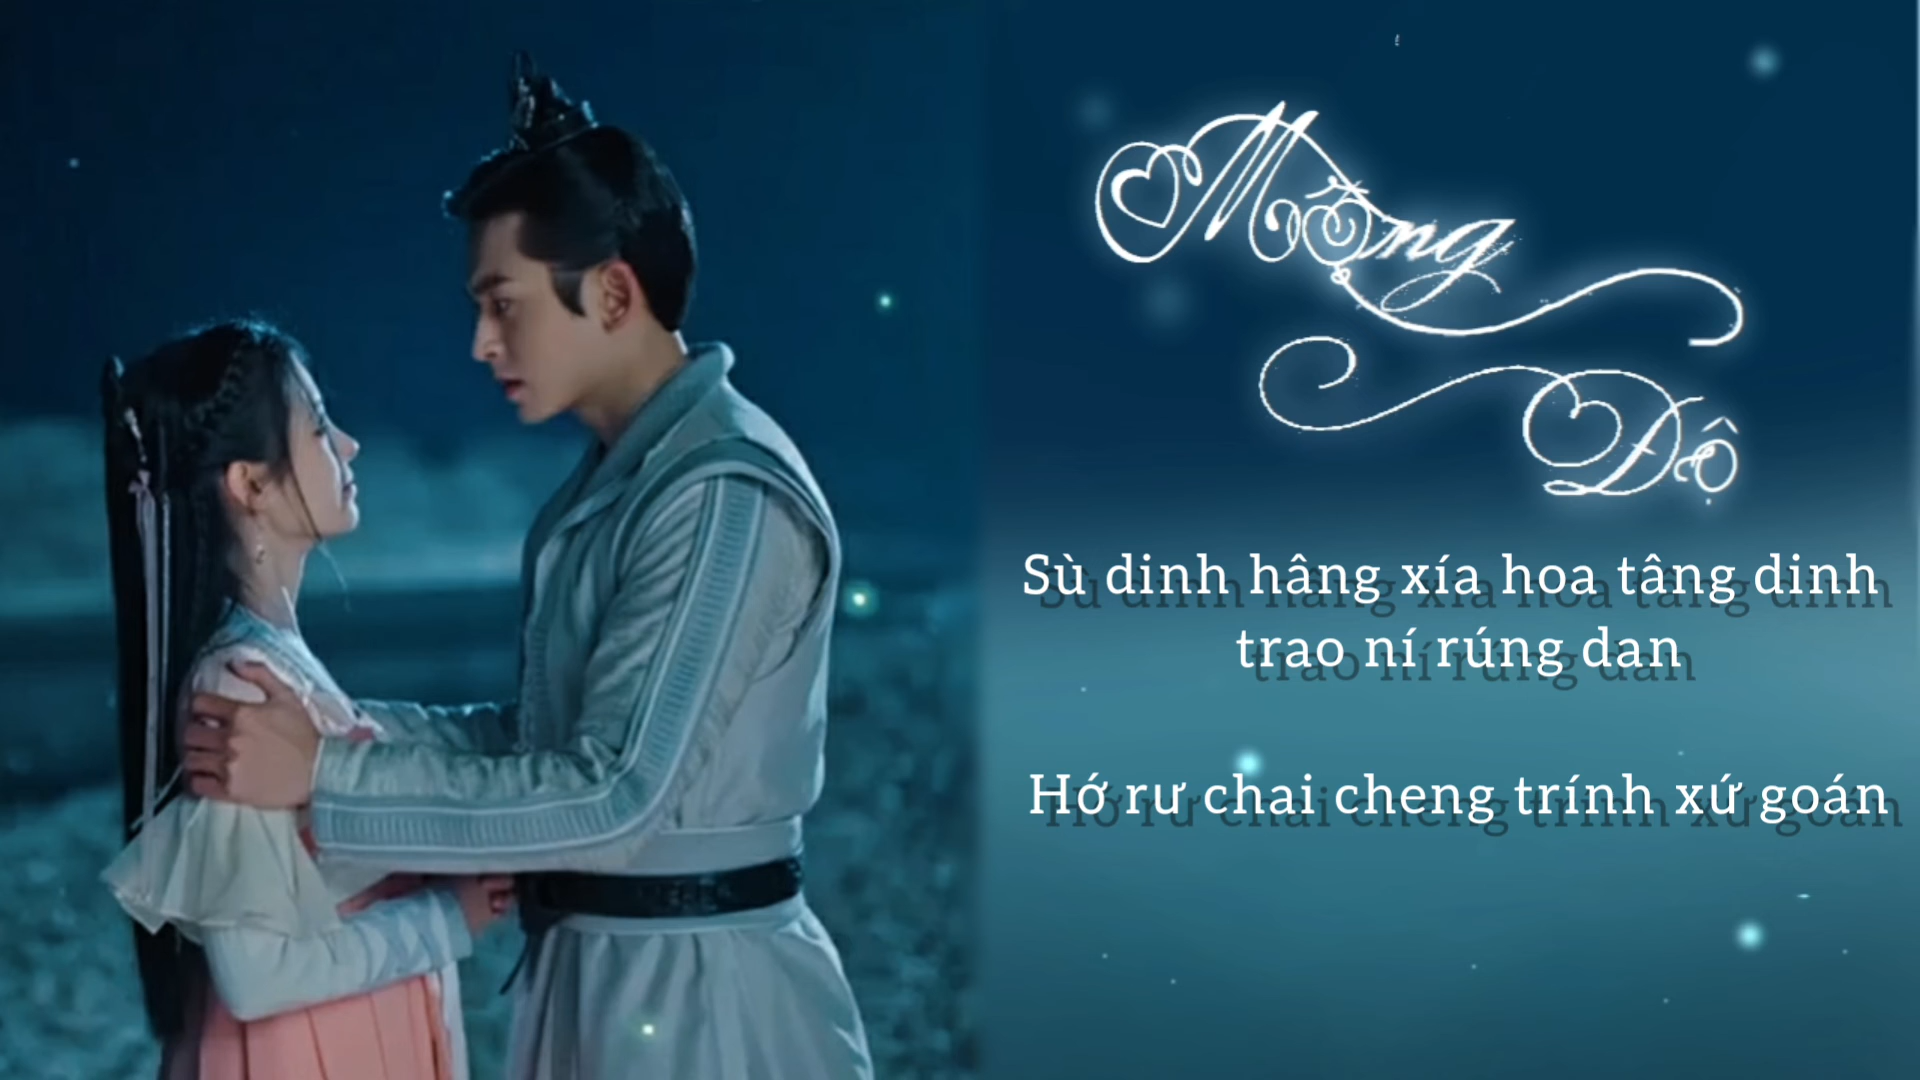 Mộng
Độ
Sù dinh hâng xía hoa tâng dinh
trao ní rúng dan
Hớ rư chai cheng trính xứ goán